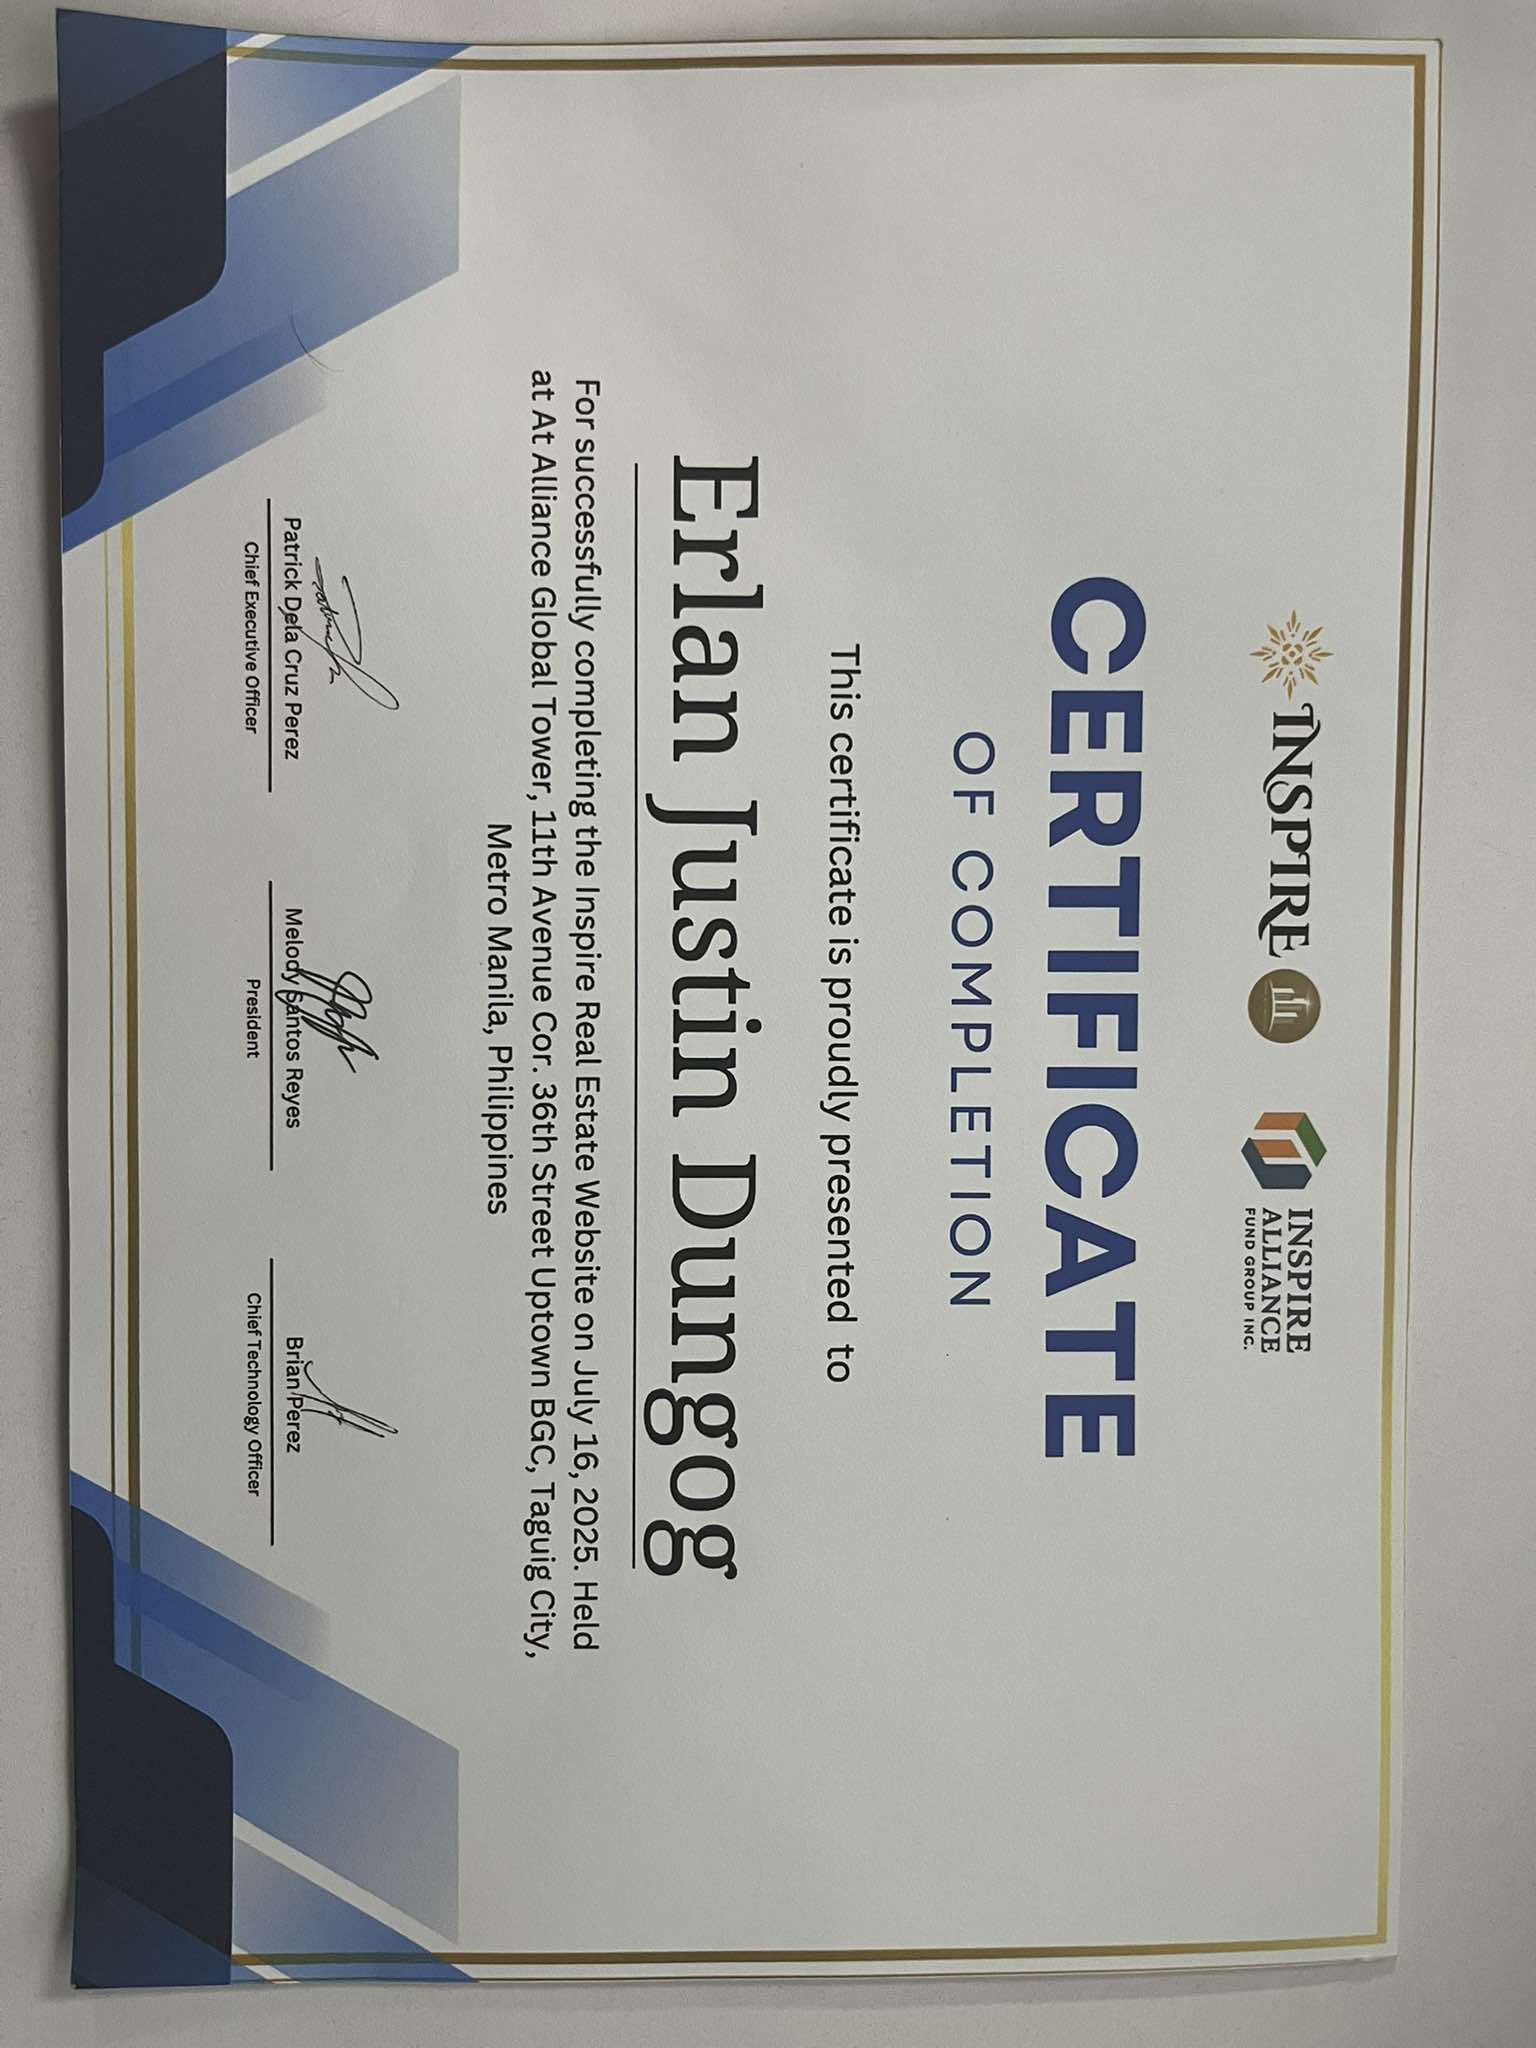 INSPIRE
INSPIRE
ALLIANCE
FUND GROUP INC.
CERTIFICATE
OF COMPLETION
This certificate is proudly presented to
Erlan Justin Dungog
For successfully completing the Inspire Real Estate Website on July 16, 2025. Held
at At Alliance Global Tower, 11th Avenue Cor. 36th Street Uptown BGC, Taguig City,
Metro Manila, Philippines
Patrick Dela Cruz Perez
Chief Executive Officer
Melody Santos Reyes
President
Brian Perez
Chief Technology Officer